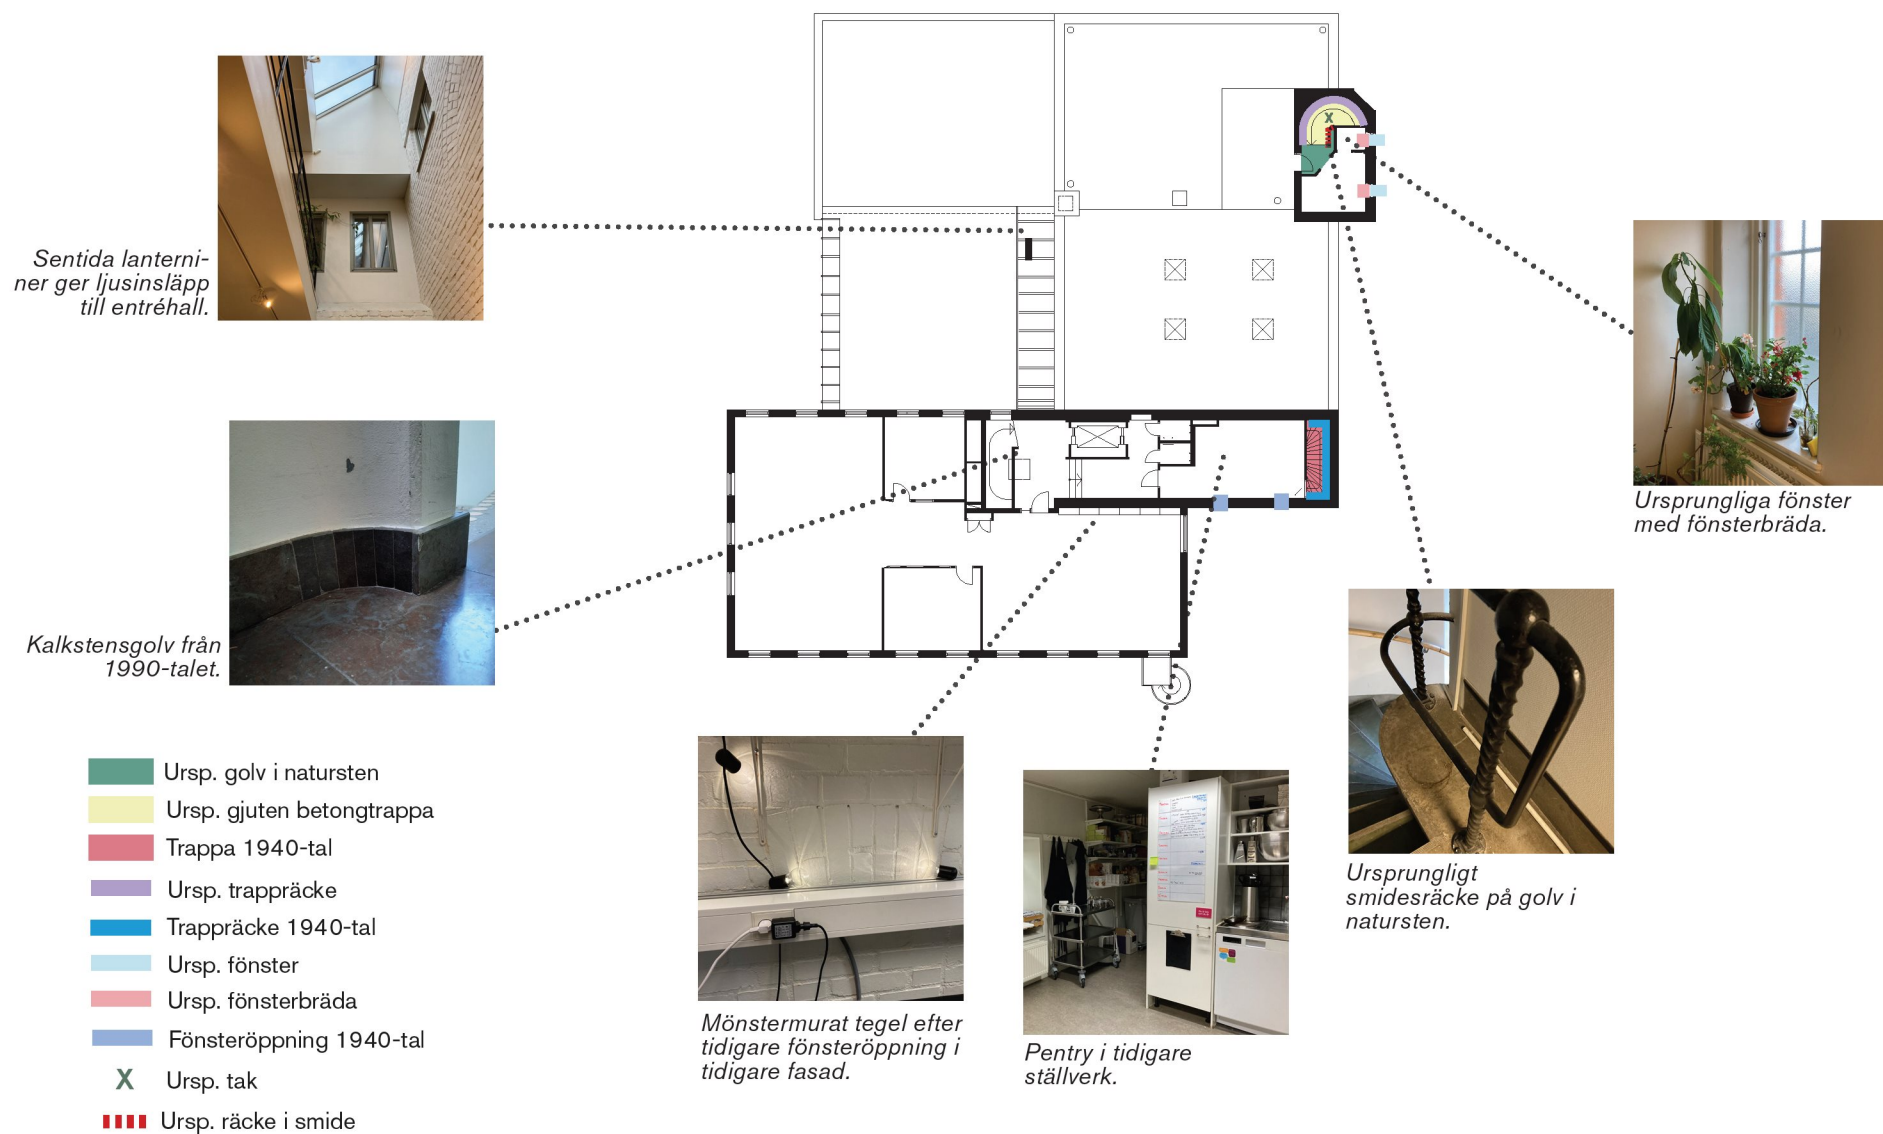 Sentida lanterni-
ner ger ljusinsläpp
till entréhall.
Kalkstensgolv från
1990-talet.
Ursprungliga fönster
med fönsterbräda.
Ursprungligt
smidesräcke på golv i
natursten.
Mönstermurat tegel efter
tidigare fönsteröppning i
tidigare fasad.
Pentry i tidigare
ställverk.
Ursp. golv i natursten
Ursp. gjuten betongtrappa
Trappa 1940-tal
Ursp. trappräcke
Trappräcke 1940-tal
Ursp. fönster
Ursp. fönsterbräda
Fönsteröppning 1940-tal
X Ursp. tak
Ursp. räcke i smide
X